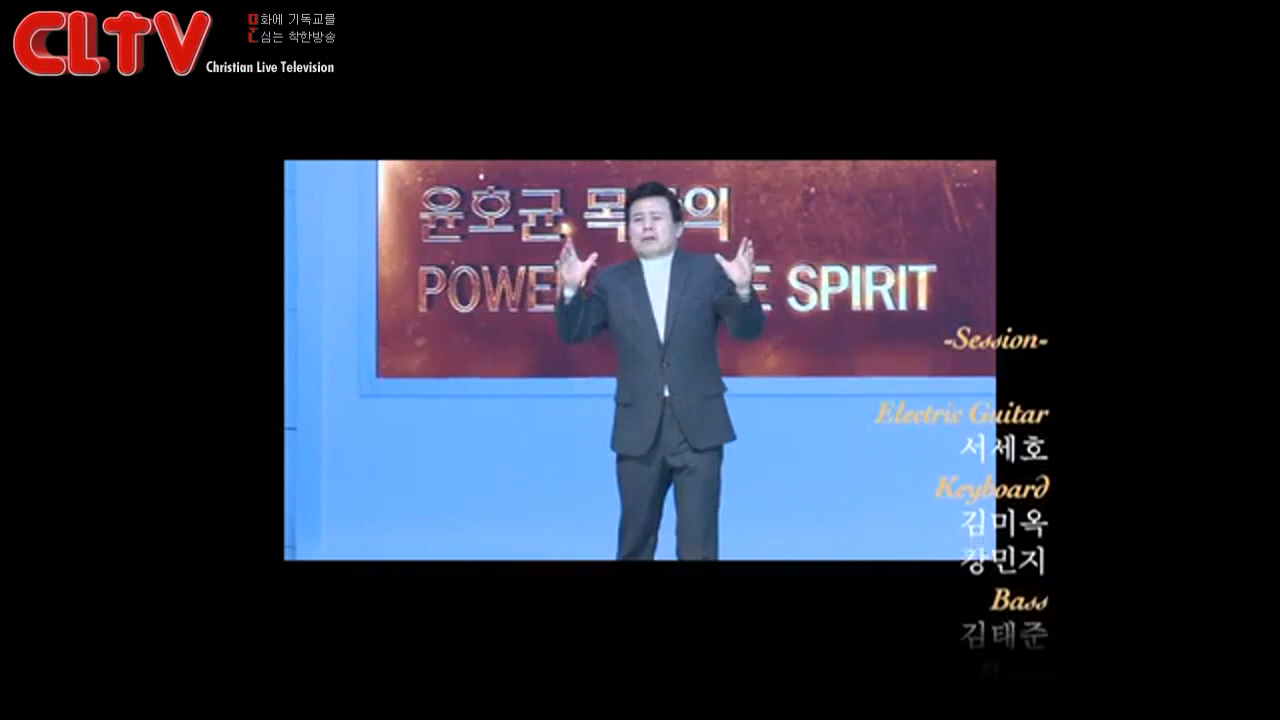 CLTV
문화에 기독교를
심는 착한방송
Christian Live Television
윤호균 목 의
POWE E SPIRIT
-Session-
Electric Guitar
서세호
Keyboard
김미옥
강민지
Bass
김태준